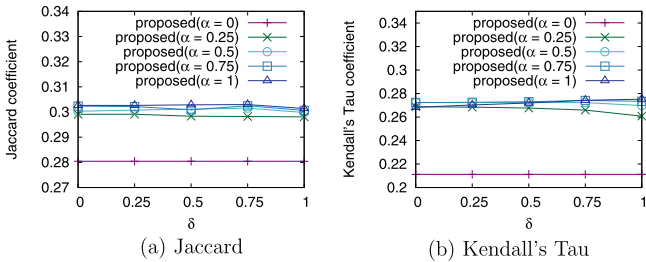 0.34
0.33
0.32
0.31
0.3
0.29
0.28
0.27
Jaccard coefficient
proposed(α = 0)
proposed(α = 0.25)
proposed(α = 0.5)
proposed(α = 0.75)
proposed(α = 1)
0 0.25 0.5 0.75 1
δ
(a) Jaccard
0.34
0.32
0.3
0.28
0.26
0.24
0.22
0.2
Kendall's Tau coefficient
proposed(α = 0)
proposed(α = 0.25)
proposed(α = 0.5)
proposed(α = 0.75)
proposed(α = 1)
0 0.25 0.5 0.75 1
δ
(b) Kendall's Tau